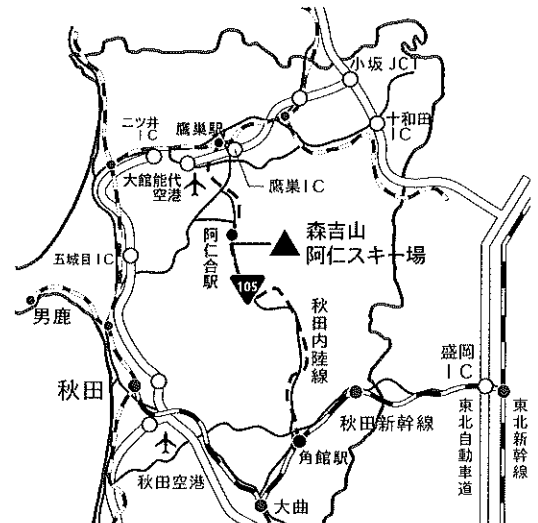 小坂JCT
十和田
IC
二ツ井
IC
鷹巣駅
大館能代
空港
鷹巣IC
森吉山
阿仁スキー場
阿仁合駅
五城目IC
105
男鹿
秋田内陸線
盛岡
IC
秋田
秋田新幹線
東北自動車道
東北新幹線
角館駅
秋田空港
大曲